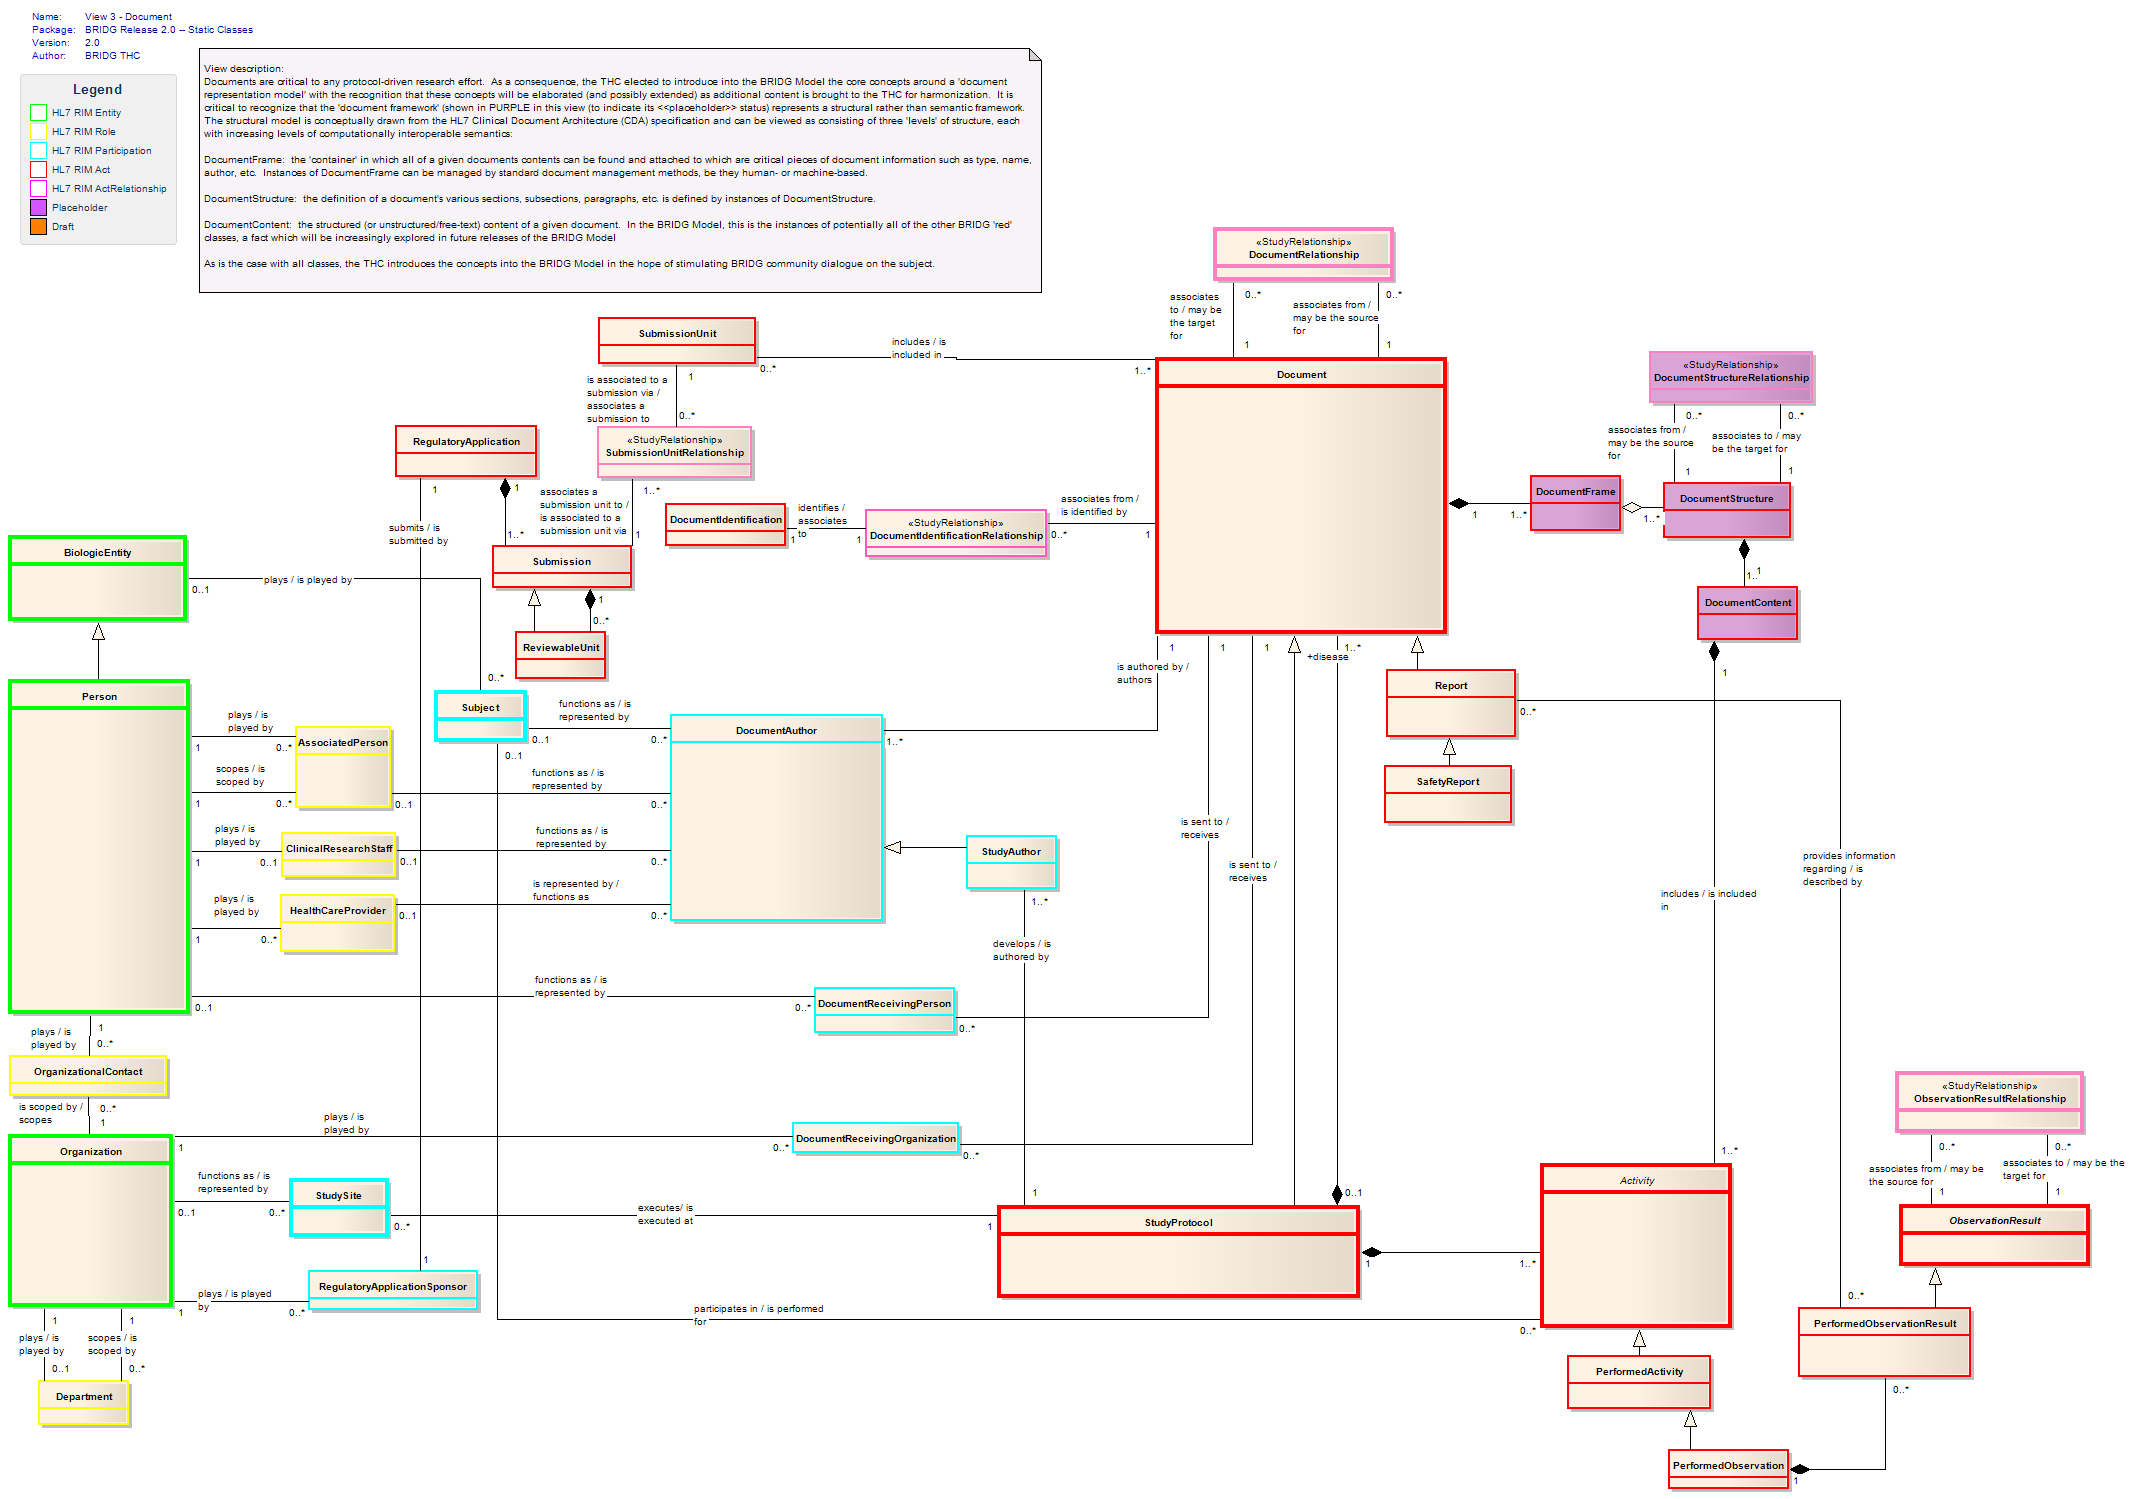 Name: View 3 - Document
Package: BRIDG Release 2.0 -- Static Classes
Version: 2.0
Author: BRIDG THC
Legend
HL7 RIM Entity
HL7 RIM Role
HL7 RIM Participation
HL7 RIM Act
HL7 RIM ActRelationship
Placeholder
Draft
View description:
Documents are critical to any protocol-driven research effort. As a consequence, the THC elected to introduce into the BRIDG Model the core concepts around a 'document
representation model' with the recognition that these concepts will be elaborated (and possibly extended) as additional content is brought to the THC for harmonization. It is
critical to recognize that the 'document framework' (shown in PURPLE in this view (to indicate its <<placeholder>> status) represents a structural rather than semantic framework.
The structural model is conceptually drawn from the HL7 Clinical Document Architecture (CDA) specification and can be viewed as consisting of three 'levels' of structure, each
with increasing levels of computationally interoperable semantics:
DocumentFrame: the 'container' in which all of a given documents contents can be found and attached to which are critical pieces of document information such as type, name,
author, etc. Instances of DocumentFrame can be managed by standard document management methods, be they human- or machine-based.
DocumentStructure: the definition of a document's various sections, subsections, paragraphs, etc. is defined by instances of DocumentStructure.
DocumentContent: the structured (or unstructured/free-text) content of a given document. In the BRIDG Model, this is the instances of potentially all of the other BRIDG 'red'
classes, a fact which will be increasingly explored in future releases of the BRIDG Model
As is the case with all classes, the THC introduces the concepts into the BRIDG Model in the hope of stimulating BRIDG community dialogue on the subject.
«StudyRelationship»
DocumentRelationship
associates
to / may be
the target
for
0..*
1
associates from /
may be the source
for
0..*
1
SubmissionUnit
includes / is
included in
0..*
1..*
Document
is associated to a
submission via /
associates a
submission to
1
0..*
«StudyRelationship»
SubmissionUnitRelationship
RegulatoryApplication
1
1
1..*
associates a
submission unit to /
is associated to a
submission unit via
1..*
1
submits / is
submitted by
Submission
1
0..*
ReviewableUnit
DocumentIdentification
identifies /
associates
to
1
1
«StudyRelationship»
DocumentIdentificationRelationship
associates from /
is identified by
0..*
1
«StudyRelationship»
DocumentStructureRelationship
0..*
0..*
associates from /
may be the source
for
associates to / may
be the target for
1
1
DocumentFrame
1
1..*
DocumentStructure
1..*
1..1
DocumentContent
1
BiologicEntity
0..1
plays / is played by
0..*
Subject
Person
plays / is
played by
1
0..*
AssociatedPerson
scopes / is
scoped by
1
0..*
plays / is
played by
1
0..1
ClinicalResearchStaff
plays / is
played by
1
0..*
HealthCareProvider
functions as / is
represented by
0..1
0..*
0..1
functions as / is
represented by
0..1
0..*
functions as / is
represented by
0..1
0..*
is represented by /
functions as
0..1
0..*
DocumentAuthor
1..*
is authored by /
authors
1
1
1
+disease
1..*
Report
0..*
SafetyReport
StudyAuthor
1..*
develops / is
authored by
1
is sent to /
receives
is sent to /
receives
provides information
regarding / is
described by
includes / is included
in
functions as / is
represented by
0..1
0..*
DocumentReceivingPerson
0..*
plays / is
played by
1
0..*
OrganizationalContact
is scoped by /
scopes
0..*
1
Organization
plays / is
played by
1
0..*
DocumentReceivingOrganization
0..*
functions as / is
represented by
0..1
0..*
StudySite
0..*
executes/ is
executed at
1
1
RegulatoryApplicationSponsor
plays / is played
by
1
0..*
1
plays / is
played by
0..1
1
scopes / is
scoped by
0..*
Department
participates in / is performed
for
0..*
StudyProtocol
0..1
1
1..*
1..*
Activity
PerformedActivity
PerformedObservation
1
«StudyRelationship»
ObservationResultRelationship
0..*
0..*
associates from / may be
the source for
associates to / may be the
target for
1
1
ObservationResult
0..*
PerformedObservationResult
0..*